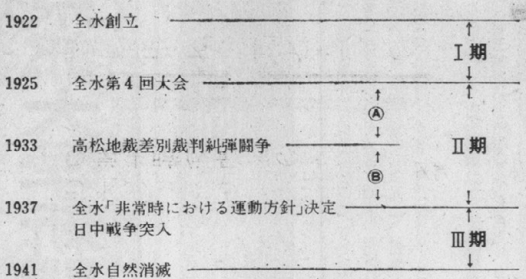 1922 全水創立
Ⅰ期
1925 全水第4回大会
Ⓐ
1933 高松地裁差別裁判糾弾闘争 Ⅱ期
Ⓑ
1937 全水「非常時における運動方針」決定
日中戦争突入
Ⅲ期
1941 全水自然消滅